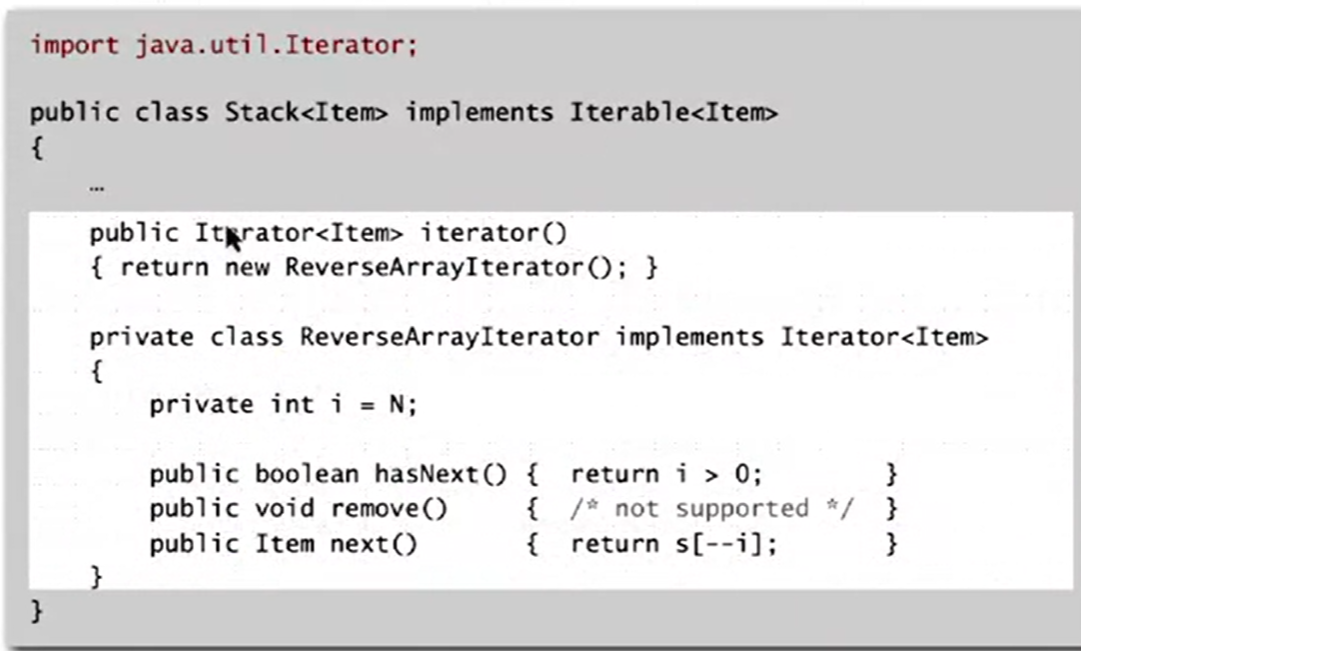 import java.util.Iterator;
public class Stack<Item> implements Iterable<Item>
{
…
public Iterator<Item> iterator()
{ return new ReverseArrayIterator(); }
private class ReverseArrayIterator implements Iterator<Item>
{
private int i = N;
public boolean hasNext() { return i > 0; }
public void remove() { /* not supported */ }
public Item next() { return s[--i]; }
}
}